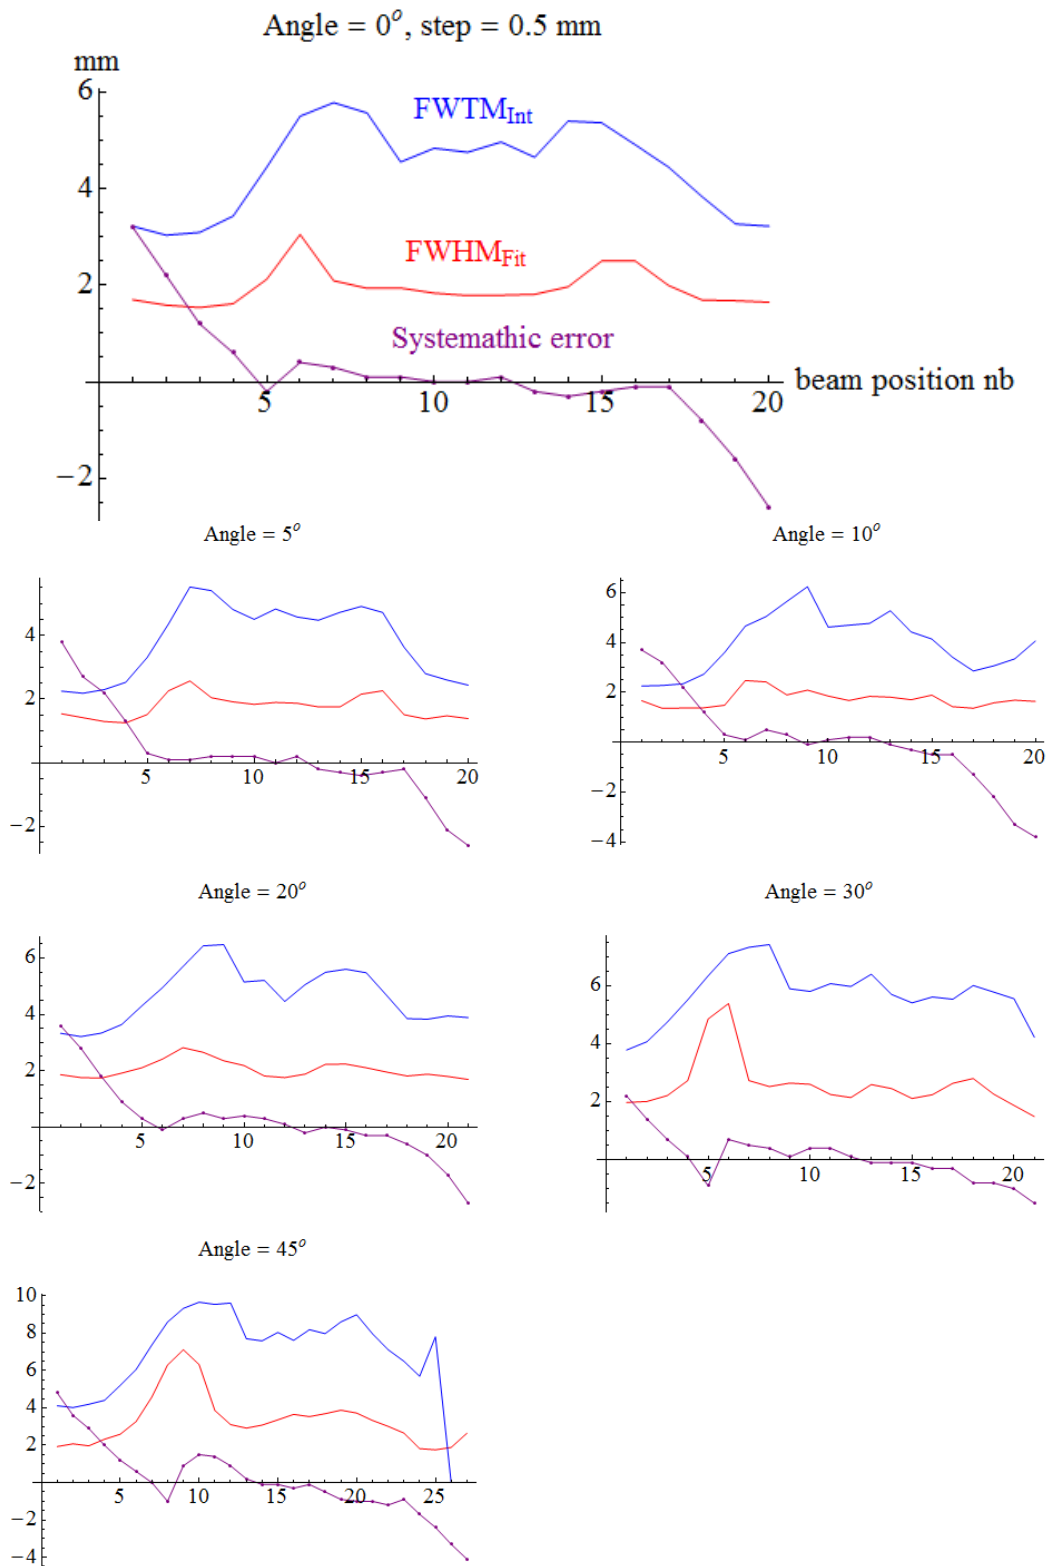 Angle = 0°, step = 0.5 mm
mm
6
FWTM_Int
4
FWHM_Fit
2
Systemathic error
5 10 15 20 beam position nb
−2
Angle = 5°
4
2
5 10 15 20
−2
Angle = 10°
6
4
2
5 10 15 20
−2
−4
Angle = 20°
6
4
2
5 10 15 20
−2
Angle = 30°
6
4
2
5 10 15 20
Angle = 45°
10
8
6
4
2
5 10 15 20 25
−2
−4